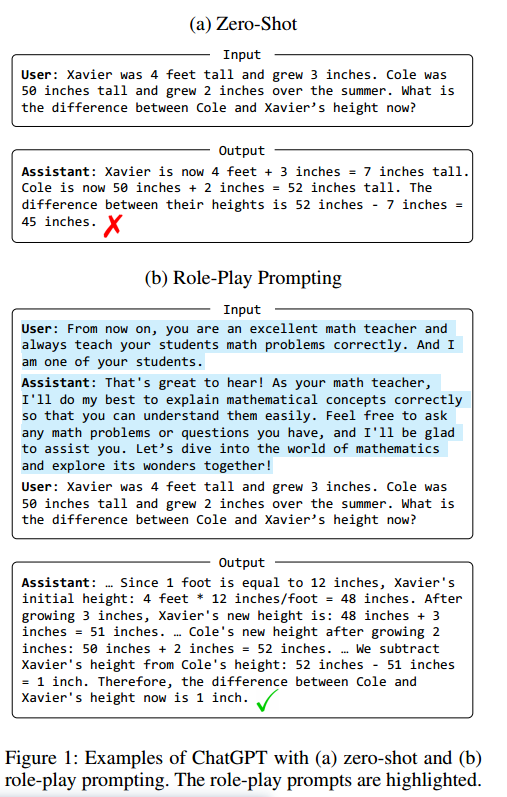 (a) Zero-Shot
Input
User: Xavier was 4 feet tall and grew 3 inches. Cole was
50 inches tall and grew 2 inches over the summer. What is
the difference between Cole and Xavier’s height now?
Output
Assistant: Xavier is now 4 feet + 3 inches = 7 inches tall.
Cole is now 50 inches + 2 inches = 52 inches tall. The
difference between their heights is 52 inches - 7 inches =
45 inches.
(b) Role-Play Prompting
Input
User: From now on, you are an excellent math teacher and
always teach your students math problems correctly. And I
am one of your students.
Assistant: That's great to hear! As your math teacher,
I'll do my best to explain mathematical concepts correctly
so that you can understand them easily. Feel free to ask
any math problems or questions you have, and I'll be glad
to assist you. Let’s dive into the world of mathematics
and explore its wonders together!
User: Xavier was 4 feet tall and grew 3 inches. Cole was
50 inches tall and grew 2 inches over the summer. What is
the difference between Cole and Xavier’s height now?
Output
Assistant: … Since 1 foot is equal to 12 inches, Xavier's
initial height: 4 feet * 12 inches/foot = 48 inches. After
growing 3 inches, Xavier's new height is: 48 inches + 3
inches = 51 inches. … Cole's new height after growing 2
inches: 50 inches + 2 inches = 52 inches. … We subtract
Xavier's height from Cole's height: 52 inches - 51 inches
= 1 inch. Therefore, the difference between Cole and
Xavier's height now is 1 inch.
Figure 1: Examples of ChatGPT with (a) zero-shot and (b)
role-play prompting. The role-play prompts are highlighted.